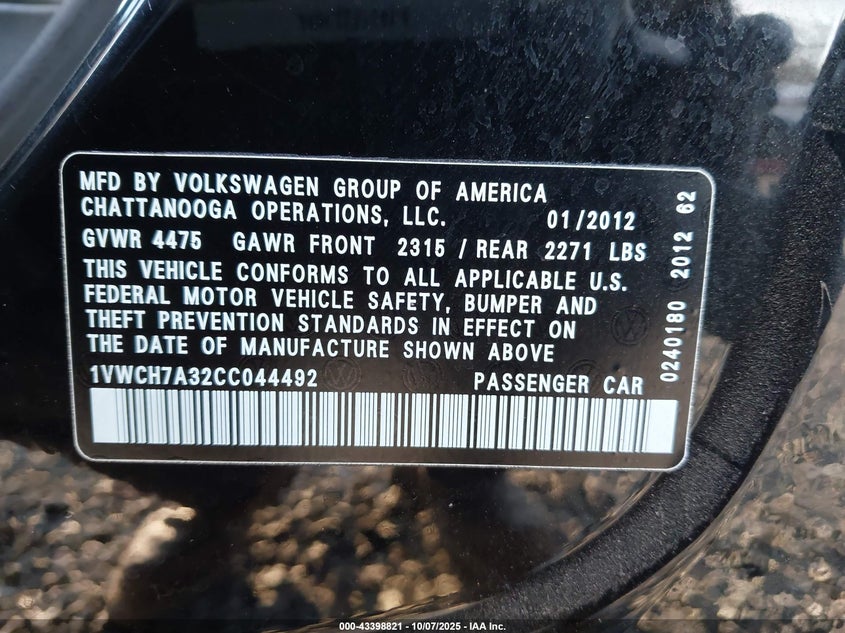 MFD BY VOLKSWAGEN GROUP OF AMERICA
CHATTANOOGA OPERATIONS, LLC. 01/2012
GVWR 4475 GAWR FRONT 2315 / REAR 2271 LBS
THIS VEHICLE CONFORMS TO ALL APPLICABLE U.S.
FEDERAL MOTOR VEHICLE SAFETY, BUMPER AND
THEFT PREVENTION STANDARDS IN EFFECT ON
THE DATE OF MANUFACTURE SHOWN ABOVE
1VWCH7A32CC044492 PASSENGER CAR
0240180 2012 62
000-43398821 - 10/07/2025 - IAA Inc.